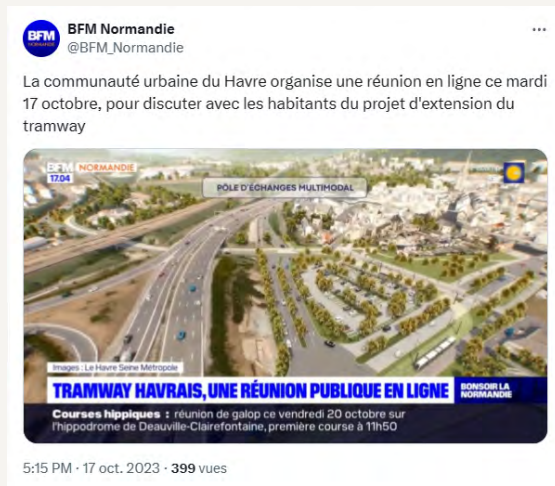 BFM
NORMANDIE
BFM Normandie
@BFM_Normandie
La communauté urbaine du Havre organise une réunion en ligne ce mardi
17 octobre, pour discuter avec les habitants du projet d'extension du
tramway
BFM NORMANDIE
17.04
PÔLE D'ÉCHANGES MULTIMODAL
Images : Le Havre Seine Métropole
TRAMWAY HAVRAIS, UNE RÉUNION PUBLIQUE EN LIGNE
BONSOIR LA
NORMANDIE
Courses hippiques : réunion de galop ce vendredi 20 octobre sur
l'hippodrome de Deauville-Clairefontaine, première course à 11h50
5:15 PM · 17 oct. 2023 · 399 vues